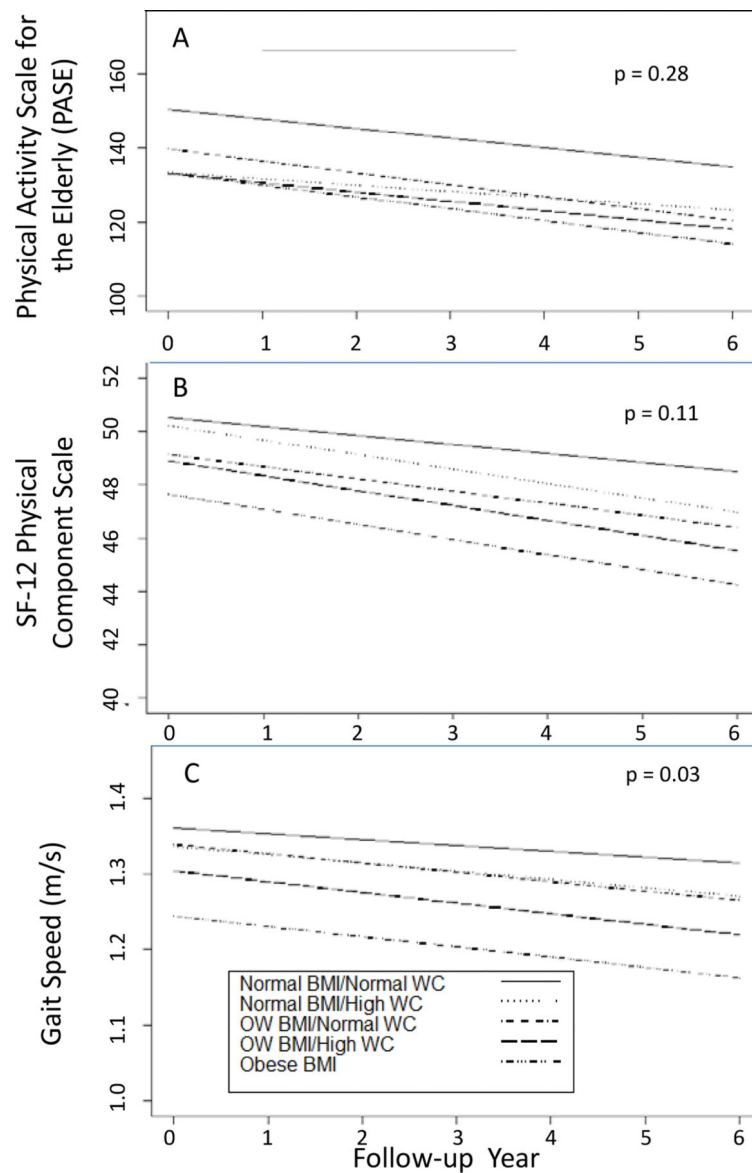 A
p = 0.28
Physical Activity Scale for
the Elderly (PASE)
160
140
120
100
0 1 2 3 4 5 6
B
p = 0.11
SF-12 Physical
Component Scale
52
50
48
46
44
42
40
0 1 2 3 4 5 6
C
p = 0.03
Gait Speed (m/s)
1.4
1.3
1.2
1.1
1.0
Normal BMI/Normal WC
Normal BMI/High WC
OW BMI/Normal WC
OW BMI/High WC
Obese BMI
0 1 2 3 4 5 6
Follow-up Year